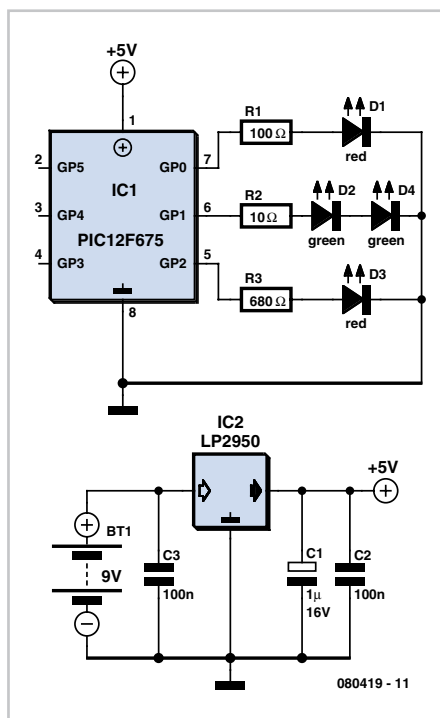 +5V
1
2
GP5
GP0
7
R1
100 Ω
D1
red
IC1
3
GP4
GP1
6
R2
10Ω
D2
D4
green
green
PIC12F675
4
GP3
GP2
5
R3
680 Ω
D3
red
8
IC2
LP2950
+5V
BT1
9V
C3
100n
C1
1µ
16V
C2
100n
080419 - 11